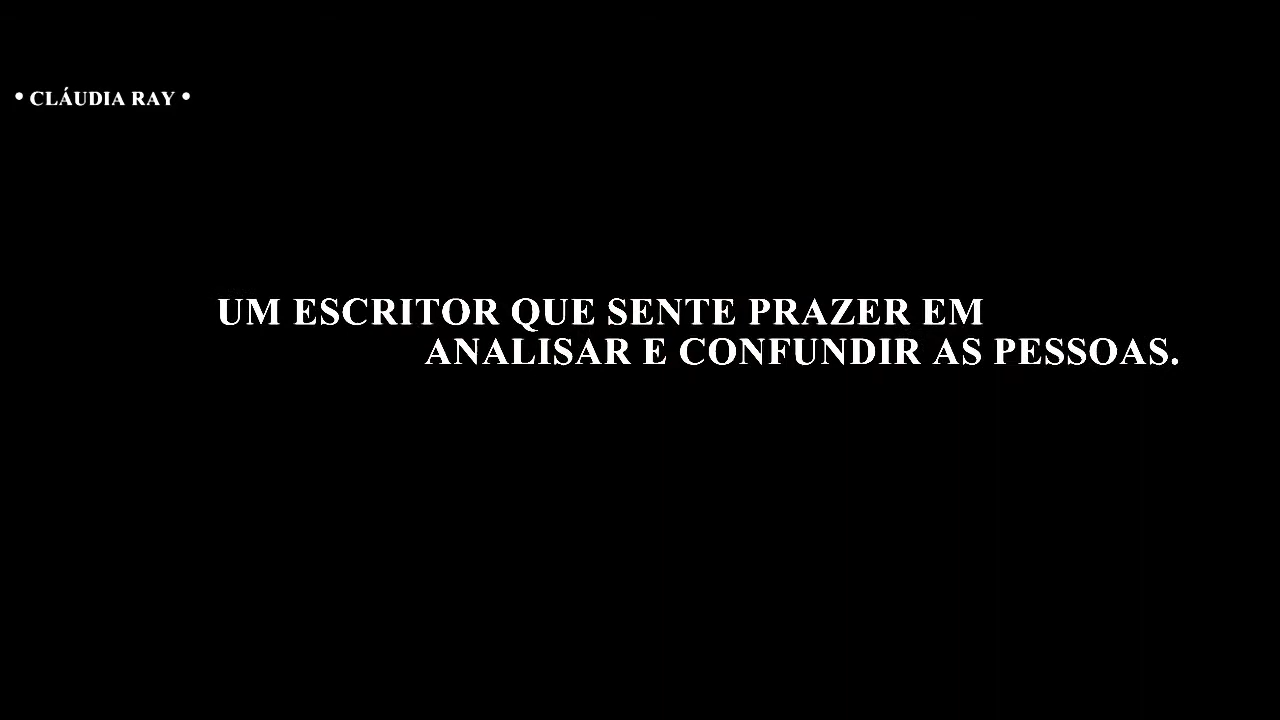 • CLÁUDIA RAY •
UM ESCRITOR QUE SENTE PRAZER EM
ANALISAR E CONFUNDIR AS PESSOAS.